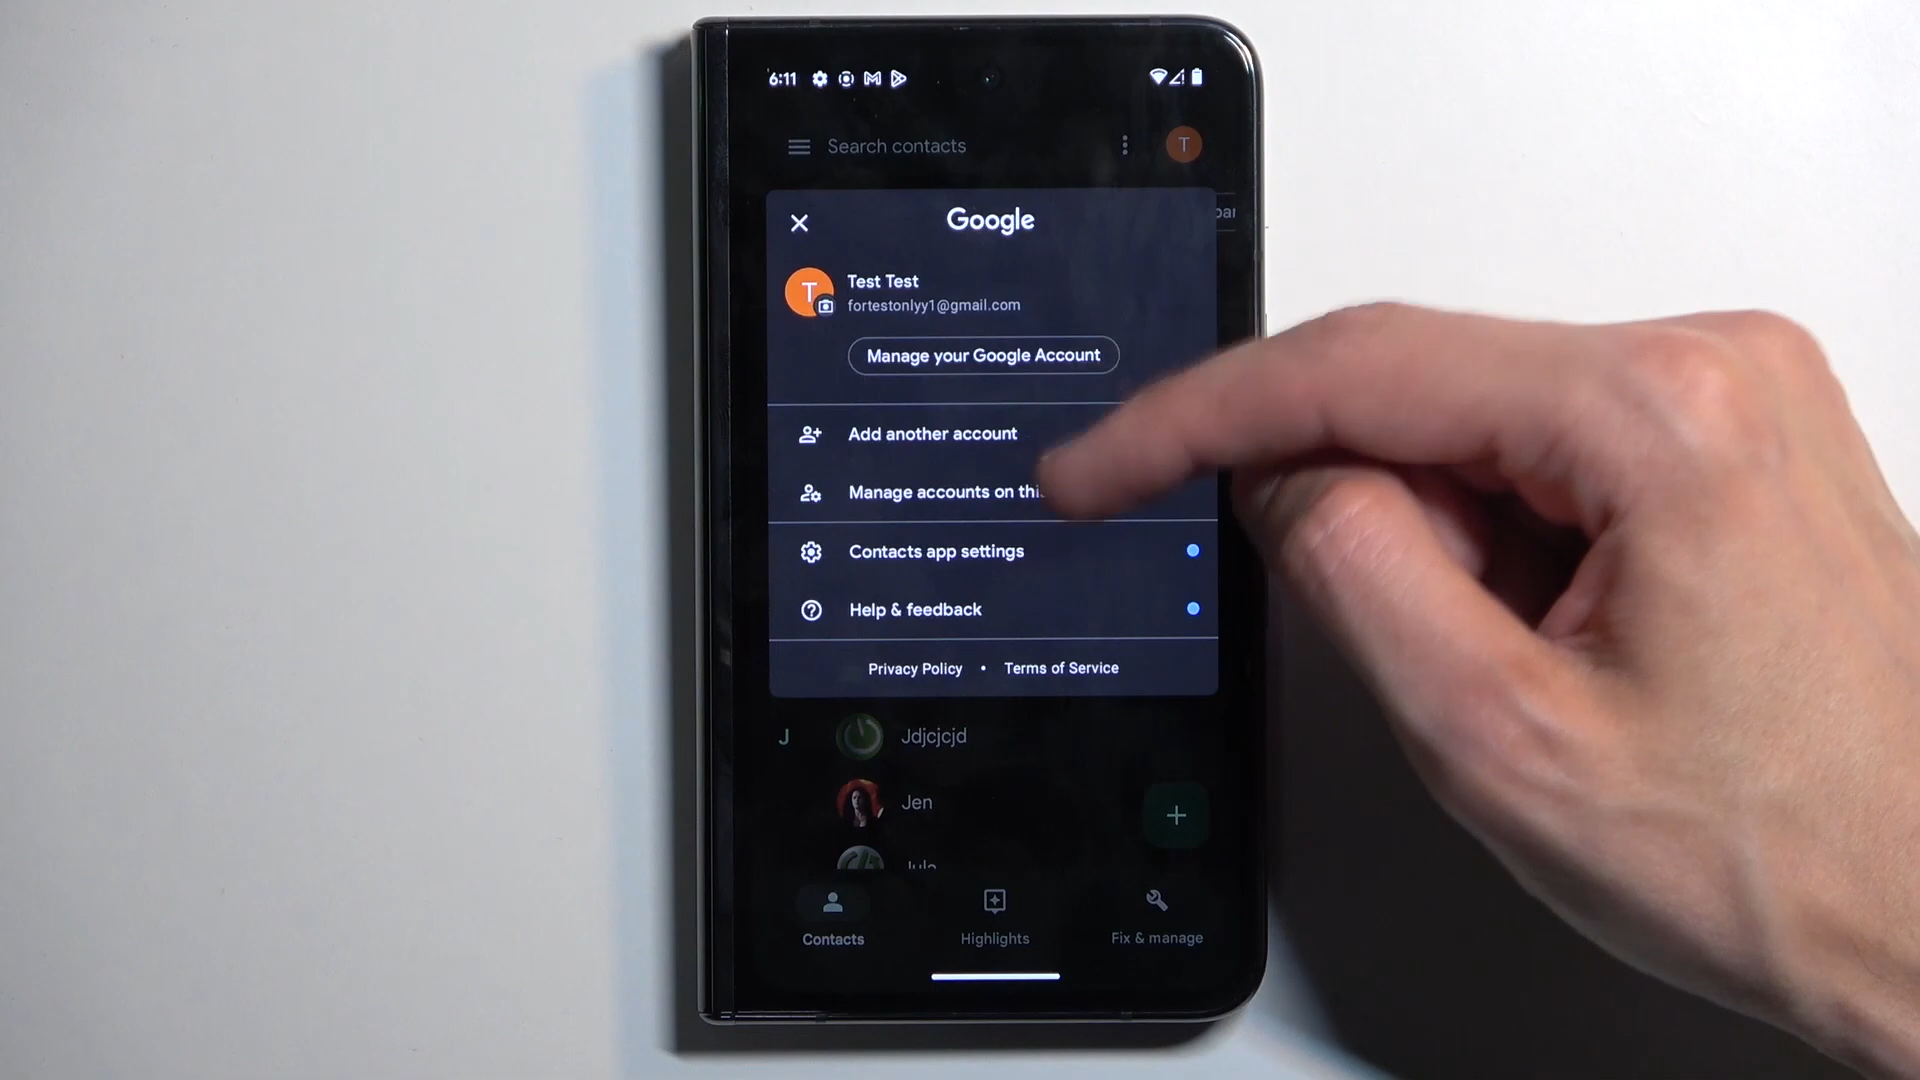 6:11
Search contacts
T
Google
T
Test Test
fortestonlyy1@gmail.com
Manage your Google Account
Add another account
Manage accounts on
Contacts app settings
Help & feedback
Privacy Policy • Terms of Service
J
Jdjcjcjd
Jen
Contacts
Highlights
Fix & manage